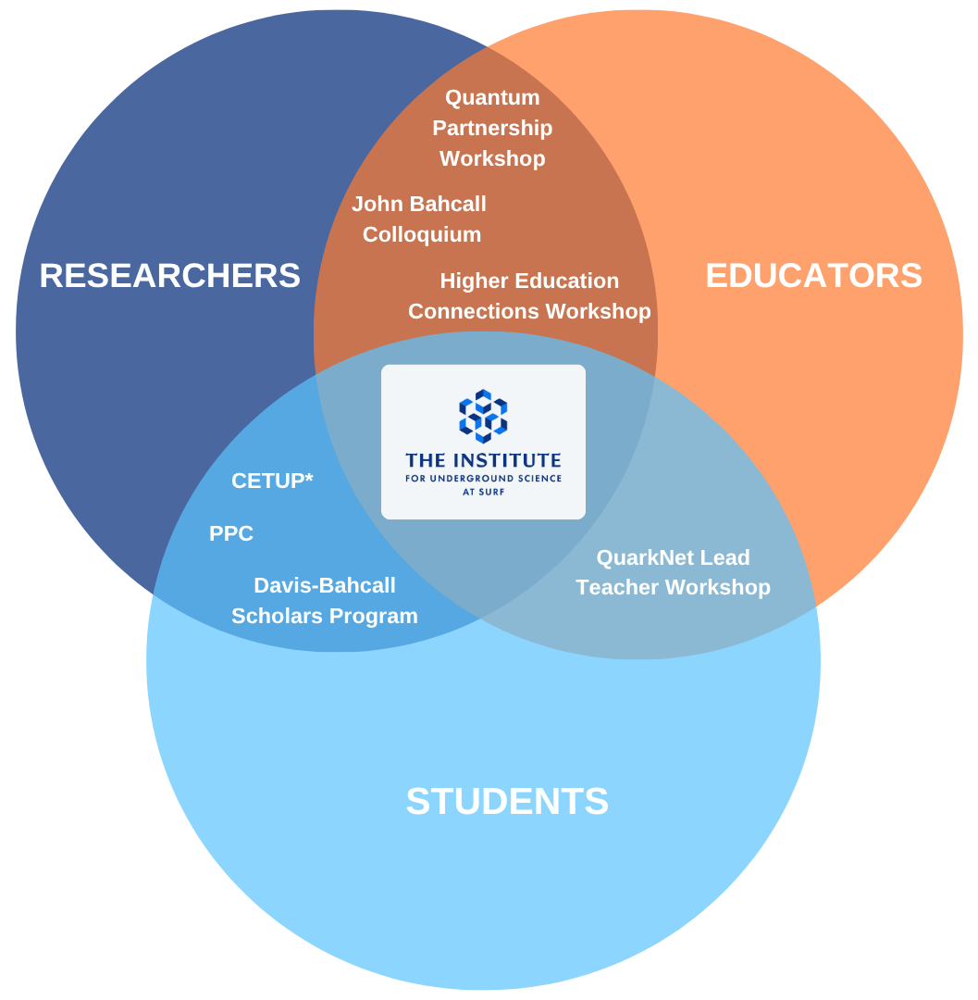 Quantum
Partnership
Workshop
John Bahcall
Colloquium
RESEARCHERS
EDUCATORS
Higher Education
Connections Workshop
THE INSTITUTE
FOR UNDERGROUND SCIENCE
AT SURF
CETUP*
PPC
Davis-Bahcall
Scholars Program
QuarkNet Lead
Teacher Workshop
STUDENTS